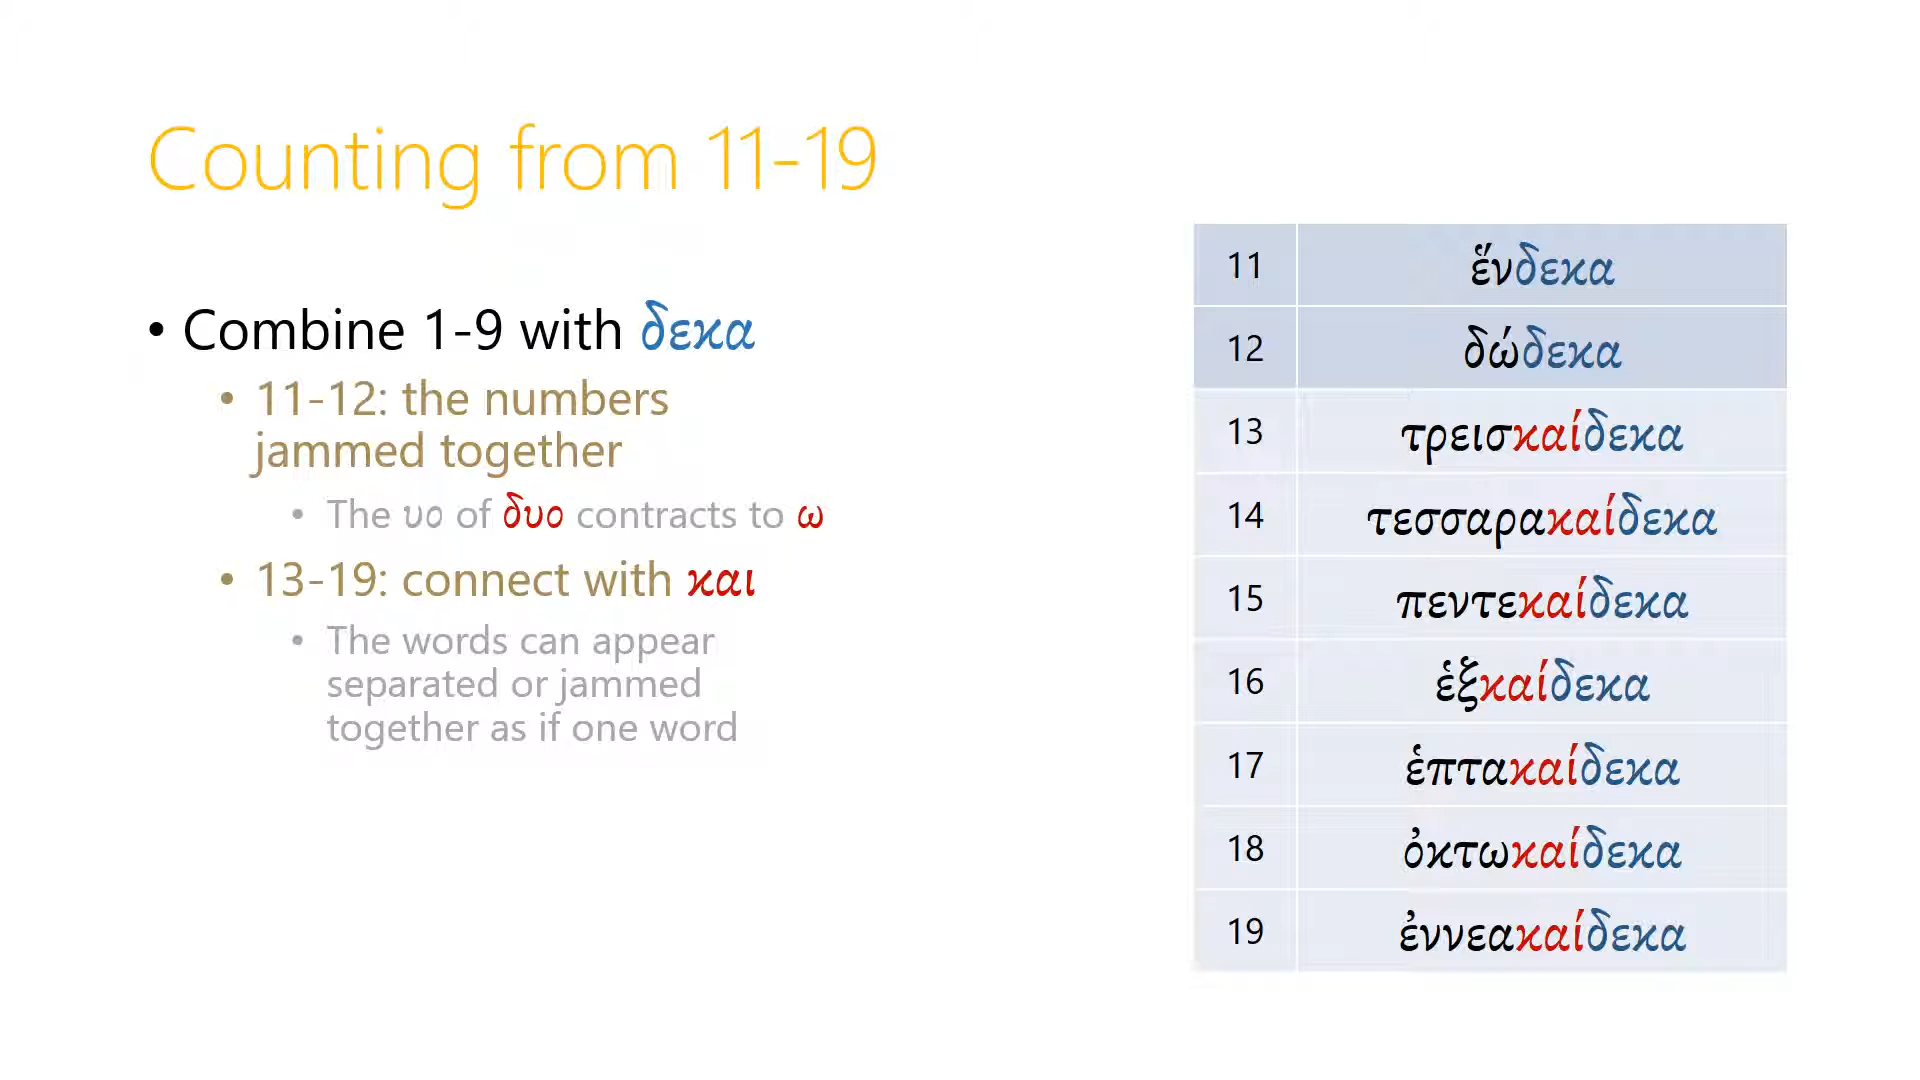 Counting from 11-19
• Combine 1-9 with δεκα
• 11-12: the numbers
jammed together
• The υο of δυο contracts to ω
• 13-19: connect with και
• The words can appear
separated or jammed
together as if one word
11 ἕνδεκα
12 δώδεκα
13 τρεισκαίδεκα
14 τεσσαρακαίδεκα
15 πεντεκαίδεκα
16 ἑξκαίδεκα
17 ἑπτακαίδεκα
18 ὀκτωκαίδεκα
19 ἐννεακαίδεκα